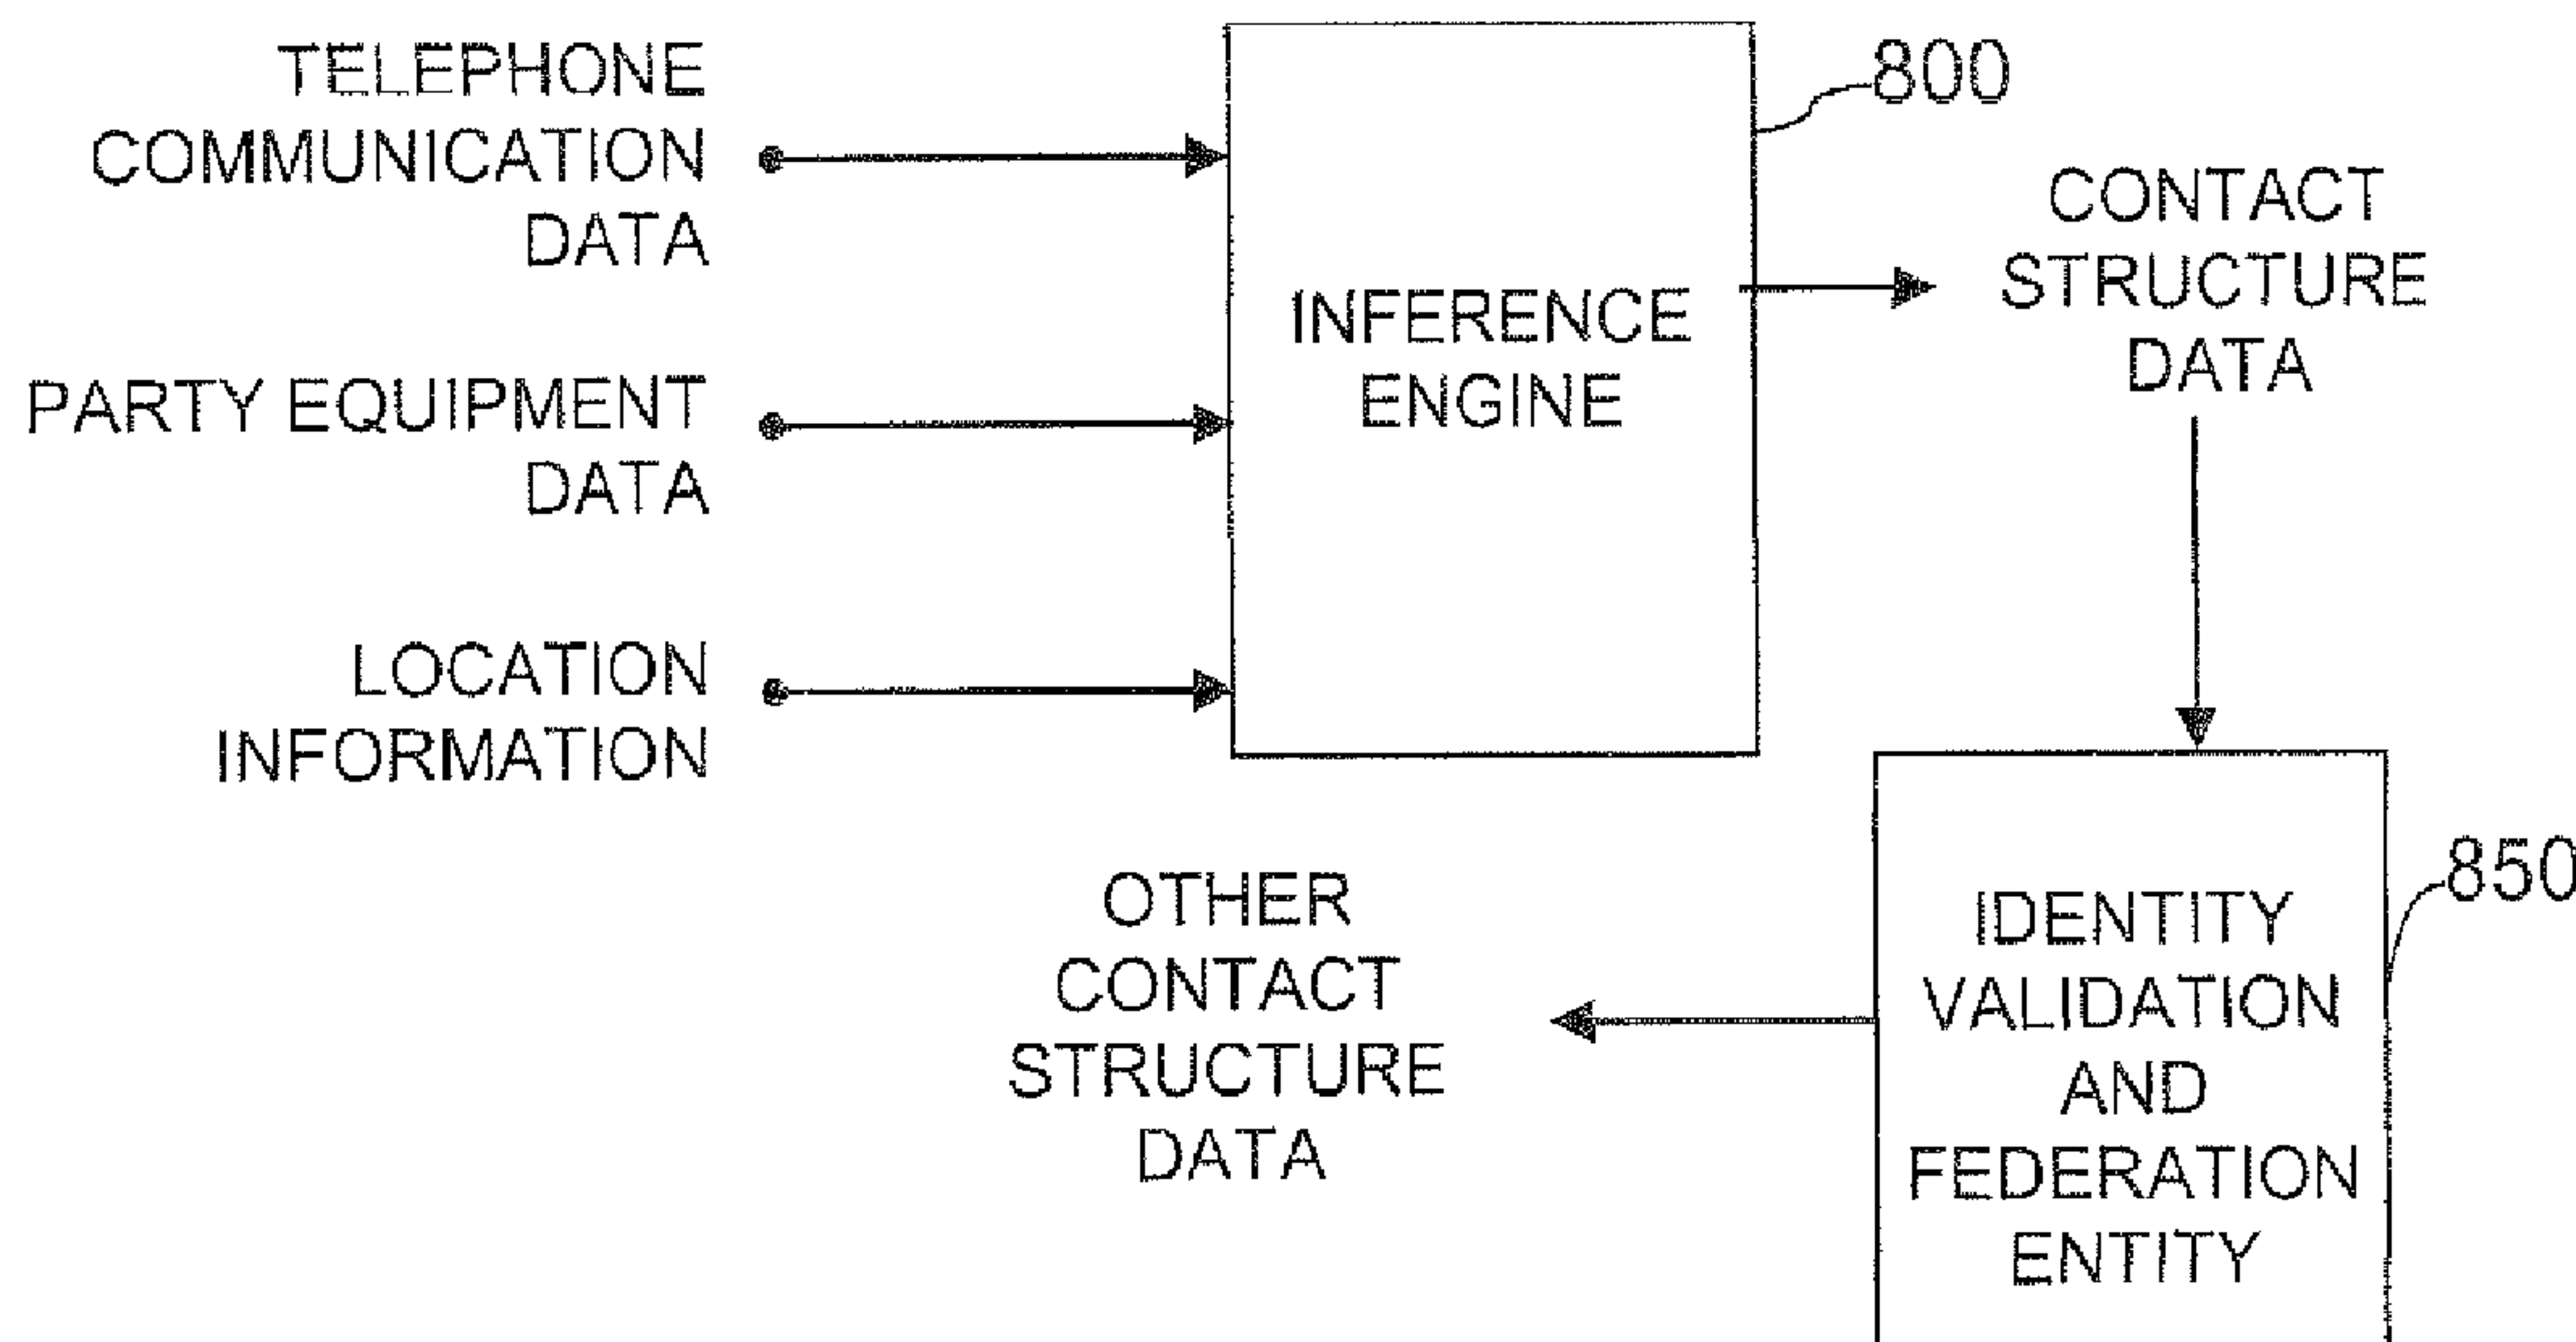 TELEPHONE
COMMUNICATION
DATA
PARTY EQUIPMENT
DATA
LOCATION
INFORMATION
INFERENCE
ENGINE
800
CONTACT
STRUCTURE
DATA
OTHER
CONTACT
STRUCTURE
DATA
IDENTITY
VALIDATION
AND
FEDERATION
ENTITY
850